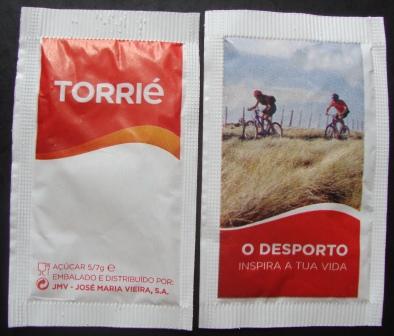 TORRIé
AÇÚCAR 5/7g ℮
EMBALADO E DISTRIBUÍDO POR:
JMV - JOSÉ MARIA VIEIRA, S.A.
O DESPORTO
INSPIRA A TUA VIDA